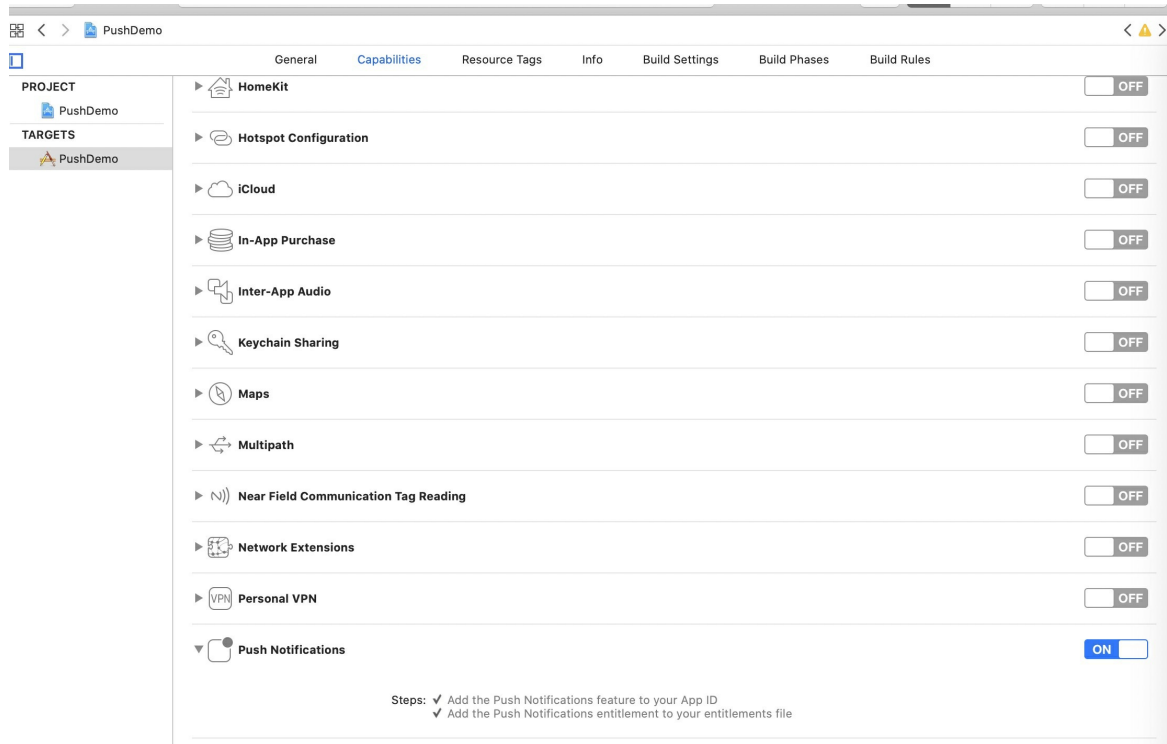 PushDemo
General Capabilities Resource Tags Info Build Settings Build Phases Build Rules
PROJECT
PushDemo
TARGETS
PushDemo
HomeKit OFF
Hotspot Configuration OFF
iCloud OFF
In-App Purchase OFF
Inter-App Audio OFF
Keychain Sharing OFF
Maps OFF
Multipath OFF
Near Field Communication Tag Reading OFF
Network Extensions OFF
VPN Personal VPN OFF
Push Notifications ON
Steps: ✓ Add the Push Notifications feature to your App ID
✓ Add the Push Notifications entitlement to your entitlements file